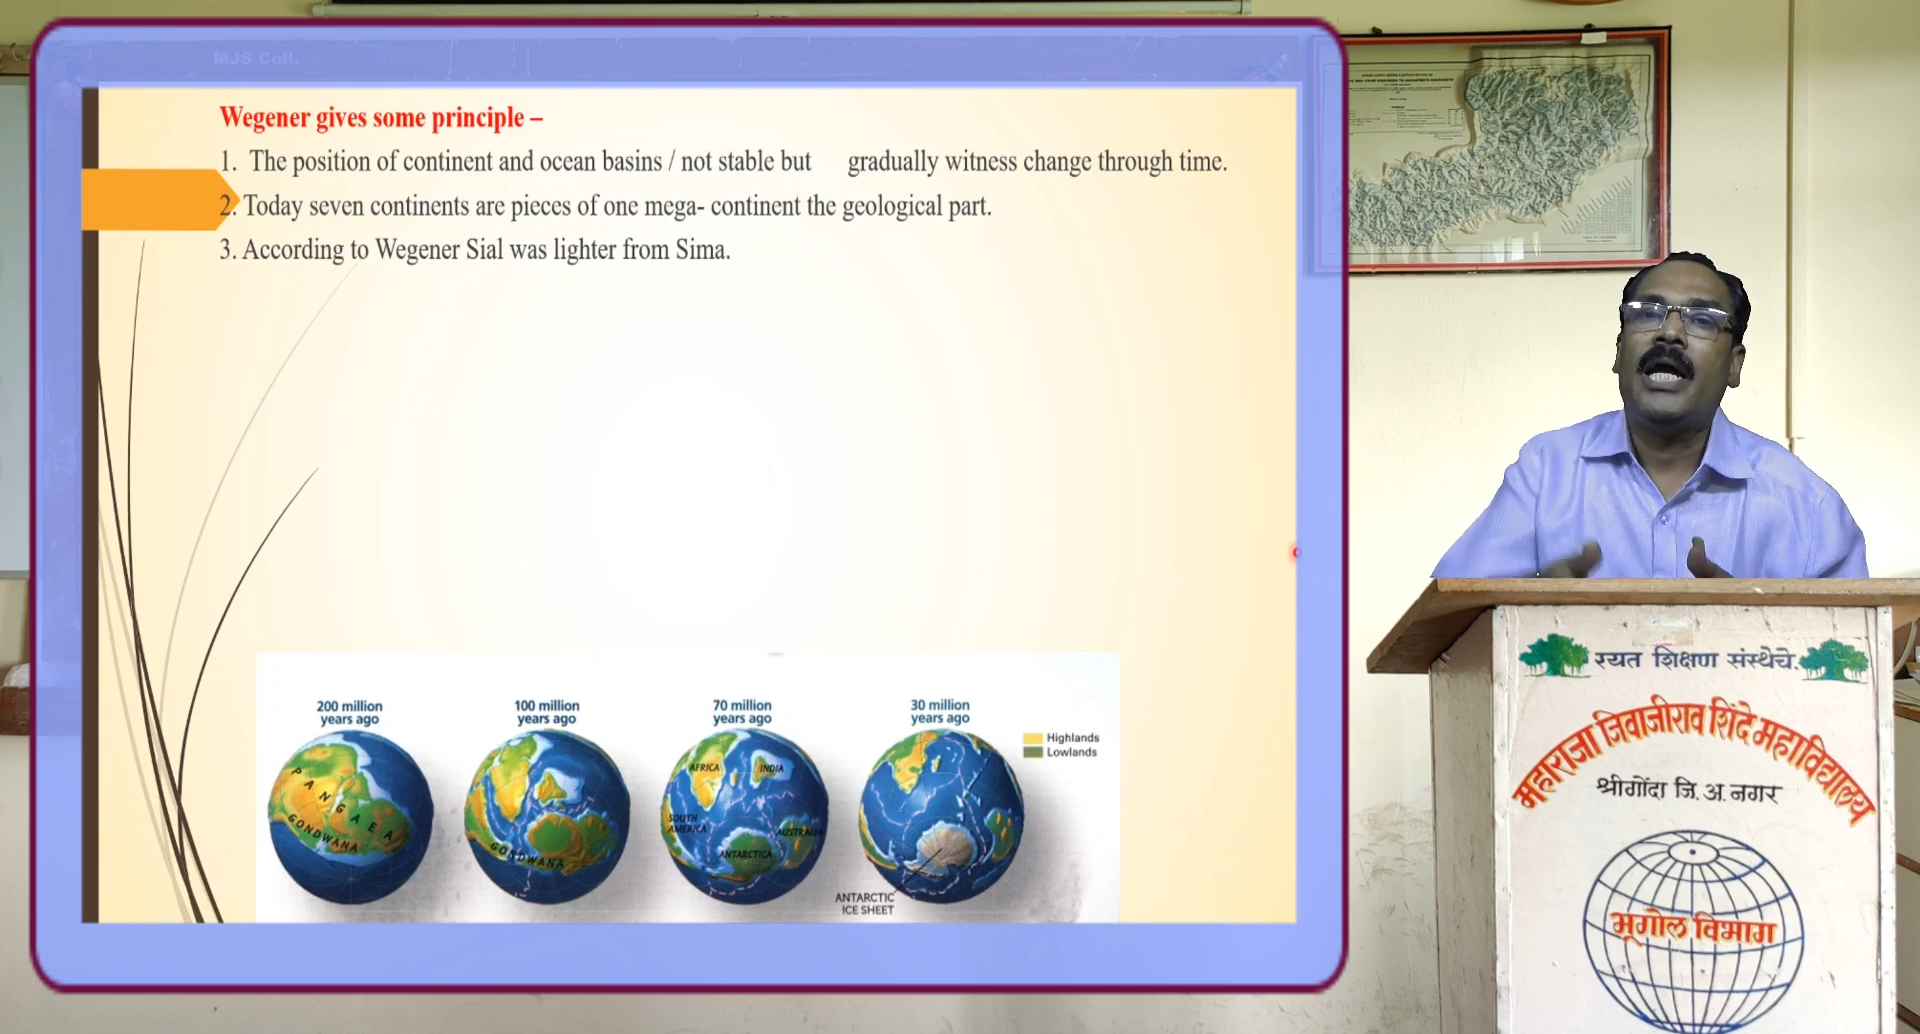 MJS Coll.
Wegener gives some principle –
1. The position of continent and ocean basins / not stable but gradually witness change through time.
2. Today seven continents are pieces of one mega- continent the geological part.
3. According to Wegener Sial was lighter from Sima.
200 million
years ago
100 million
years ago
70 million
years ago
30 million
years ago
Highlands
Lowlands
PANGAEA
GONDWANA
GONDWANA
AFRICA
INDIA
SOUTH
AMERICA
AUSTRALIA
ANTARCTICA
ANTARCTIC
ICE SHEET
रयत शिक्षण संस्थेचे.
महाराजा जिवाजीराव शिंदे महाविद्यालय
श्रीगोंदा जि. अ. नगर
भूगोल विभाग